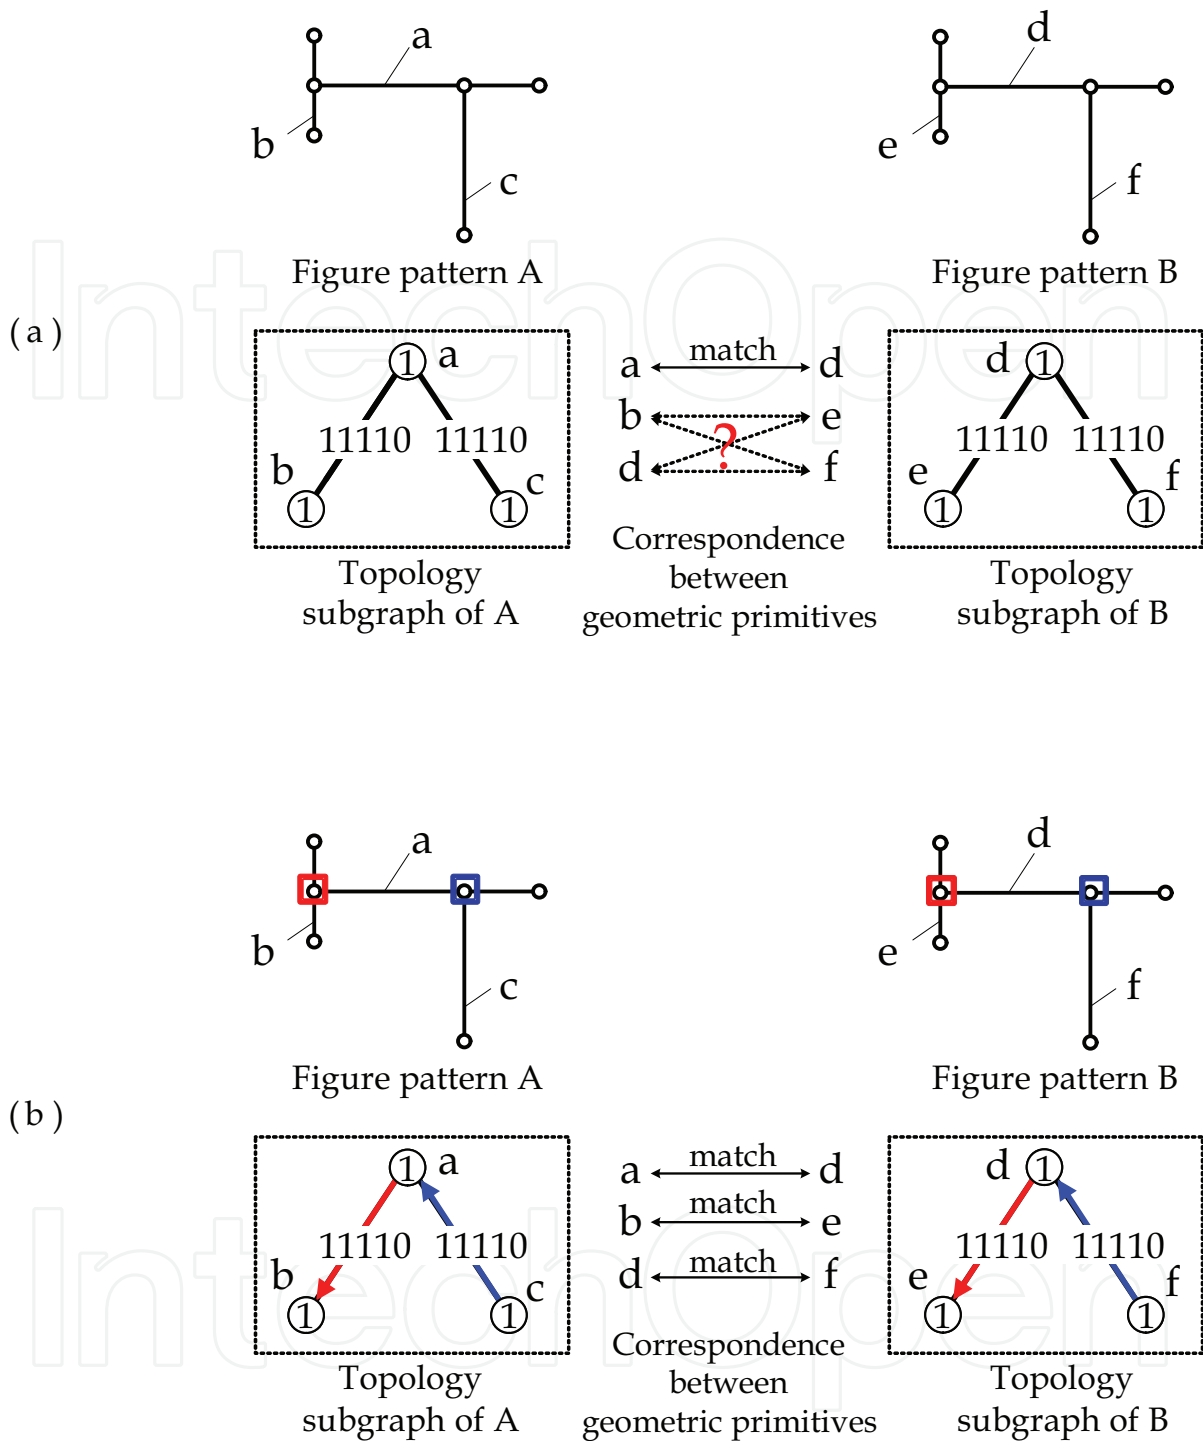 a
b
c
Figure pattern A
d
e
f
Figure pattern B
(a)
1 a
11110 11110
b 1
1 c
Topology
subgraph of A
a match d
b e
?
d f
Correspondence
between
geometric primitives
d 1
11110 11110
e 1
1 f
Topology
subgraph of B
a
b
c
Figure pattern A
d
e
f
Figure pattern B
(b)
1 a
11110 11110
b 1
1 c
Topology
subgraph of A
a match d
b match e
d match f
Correspondence
between
geometric primitives
d 1
11110 11110
e 1
1 f
Topology
subgraph of B
IntechOpen
IntechOpen